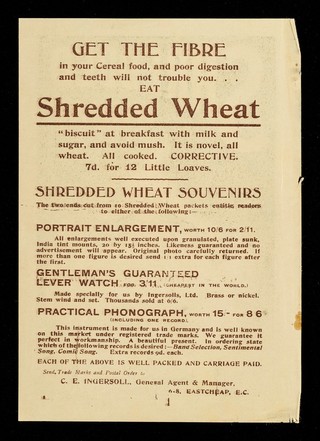 GET THE FIBRE
in your Cereal food, and poor digestion
and teeth will not trouble you. . .
EAT
Shredded Wheat
"biscuit" at breakfast with milk and
sugar, and avoid mush. It is novel, all
wheat. All cooked. CORRECTIVE.
7d. for 12 Little Loaves.
SHREDDED WHEAT SOUVENIRS
The two ends cut from 10 Shredded Wheat packets entitle readers
to either of the following:—
PORTRAIT ENLARGEMENT, WORTH 10/6 FOR 2/11.
All enlargements well executed upon granulated, plate sunk,
India tint mounts, 20 by 15½ inches. Likeness guaranteed and no
advertisement will appear. Original photo carefully returned. If
more than one figure is desired send 1/1 extra for each figure after
the first.
GENTLEMAN'S GUARANTEED
LEVER WATCH FOR 3/11. (CHEAPEST IN THE WORLD.)
Made specially for us by Ingersolls, Ltd. Brass or nickel.
Stem wind and set. Thousands sold at 6/6.
PRACTICAL PHONOGRAPH, WORTH 15/- FOR 8/6
(INCLUDING ONE RECORD).
This instrument is made for us in Germany and is well known
on this market under registered trade marks. We guarantee it
perfect in workmanship. A beautiful present. In ordering state
which of the following records is desired:—Band Selection, Sentimental
Song, Comic Song. Extra records 9d. each.
EACH OF THE ABOVE IS WELL PACKED AND CARRIAGE PAID.
Send Trade Marks and Postal Order to
C. E. INGERSOLL, General Agent & Manager,
EASTCHEAP, E.C.